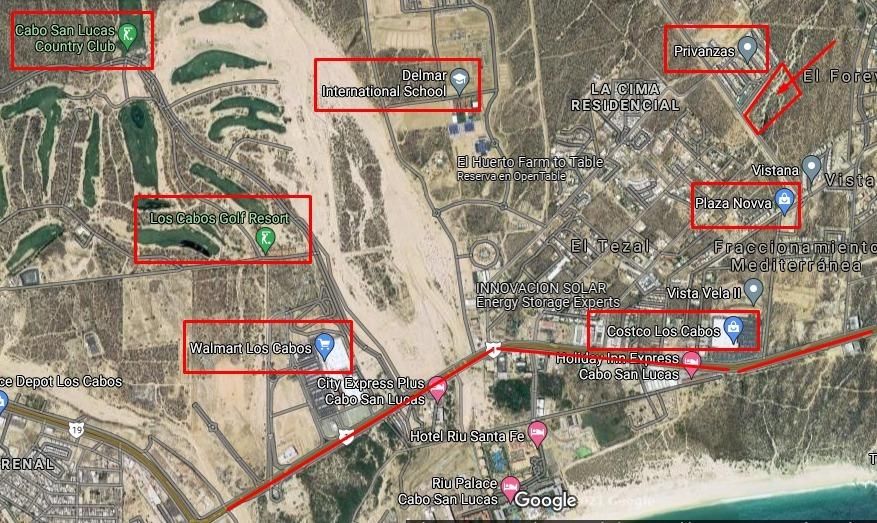 Cabo San Lucas
Country Club
Delmar
International School
Privanzas
LA CIMA
RESIDENCIAL
El Huerto Farm to Table
Reserva en OpenTable
Vistana
Plaza Novva
Los Cabos Golf Resort
El Tezal
Fraccionamiento
Mediterránea
INNOVACION SOLAR
Energy Storage Experts
Vista Vela II
Costco Los Cabos
Walmart Los Cabos
Holiday Inn Express
Cabo San Lucas
City Express Plus
Cabo San Lucas
ce Depot Los Cabos
19
Hotel Riu Santa Fe
RENAL
Riu Palace
Cabo San Lucas
Google